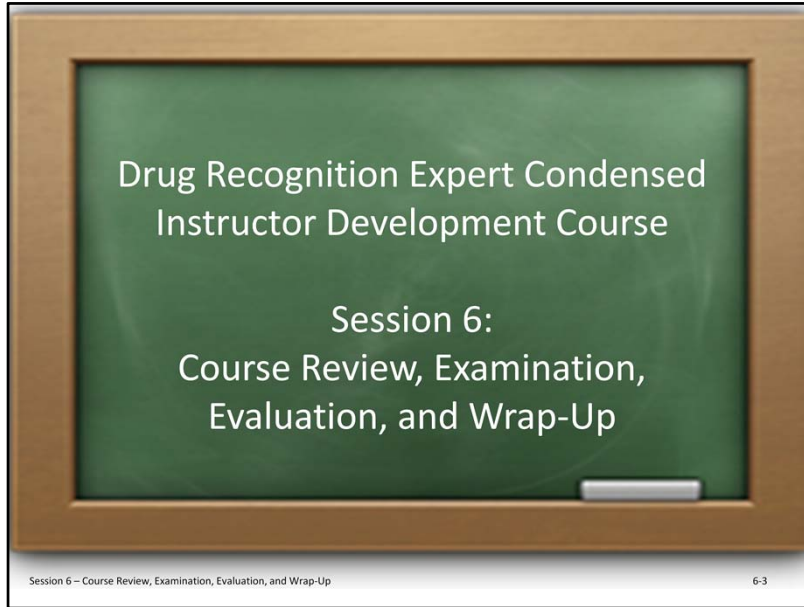 Drug Recognition Expert Condensed
Instructor Development Course
Session 6:
Course Review, Examination,
Evaluation, and Wrap-Up
Session 6 – Course Review, Examination, Evaluation, and Wrap-Up
6-3